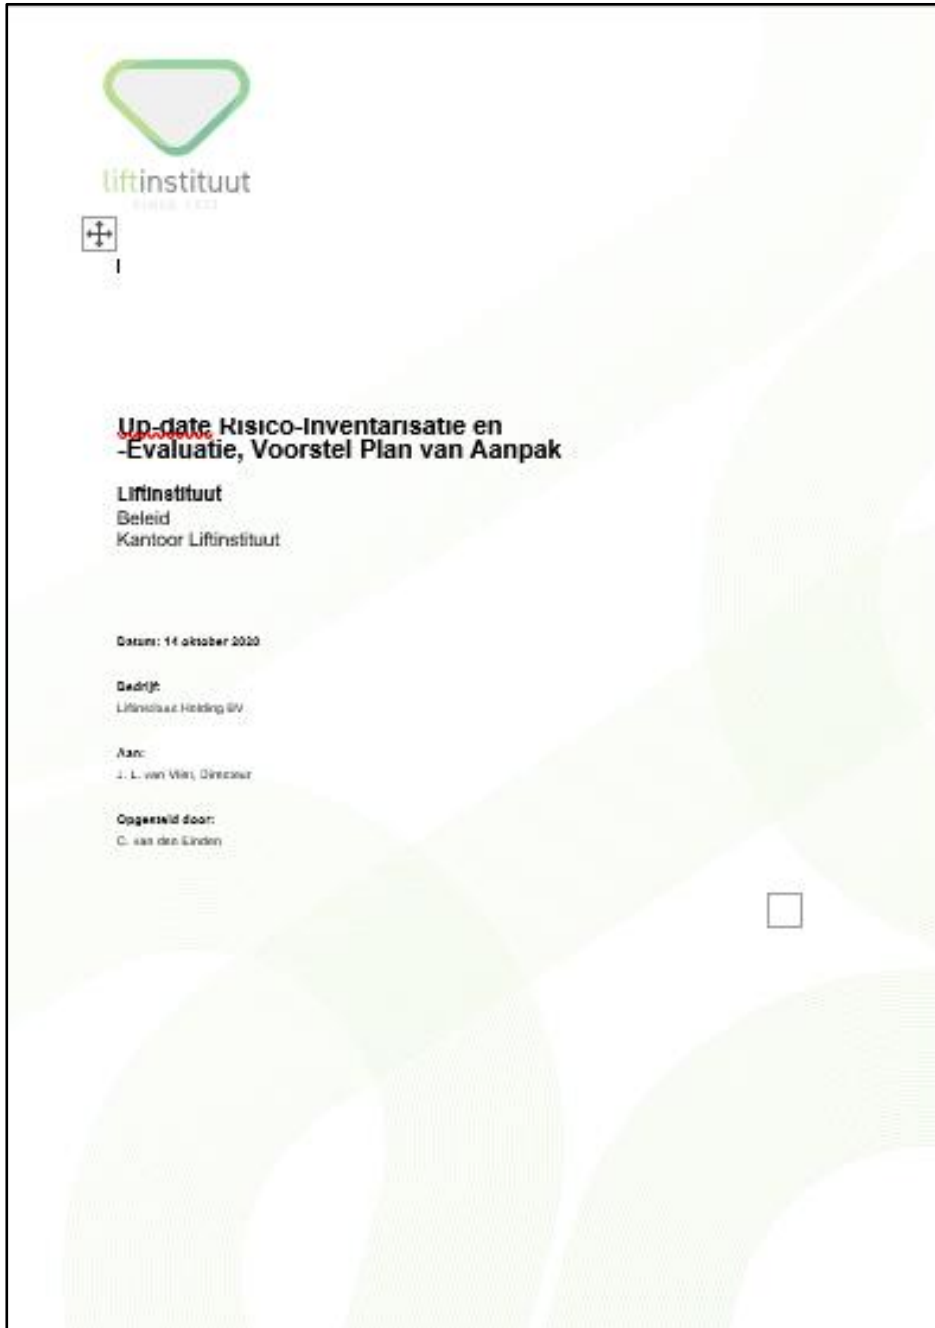 liftinstituut
Up-date Risico-Inventarisatie en
-Evaluatie, Voorstel Plan van Aanpak
Liftinstituut
Beleid
Kantoor Liftinstituut
Datum: 14 oktober 2020
Bedrijf:
Liftinstituut Holding BV
Aan:
J. L. van Vliet, Directeur
Opgesteld door:
C. van den Einden